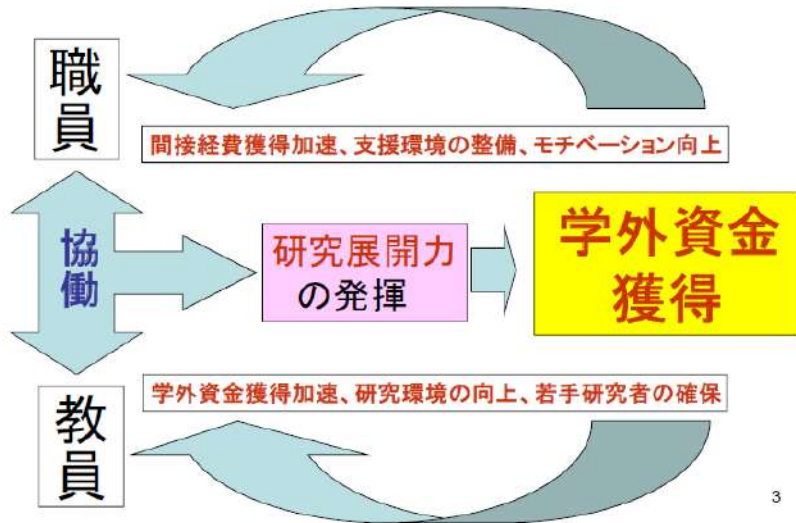 職員
間接経費獲得加速、支援環境の整備、モチベーション向上
協働
研究展開力
の発揮
学外資金
獲得
学外資金獲得加速、研究環境の向上、若手研究者の確保
教員
3